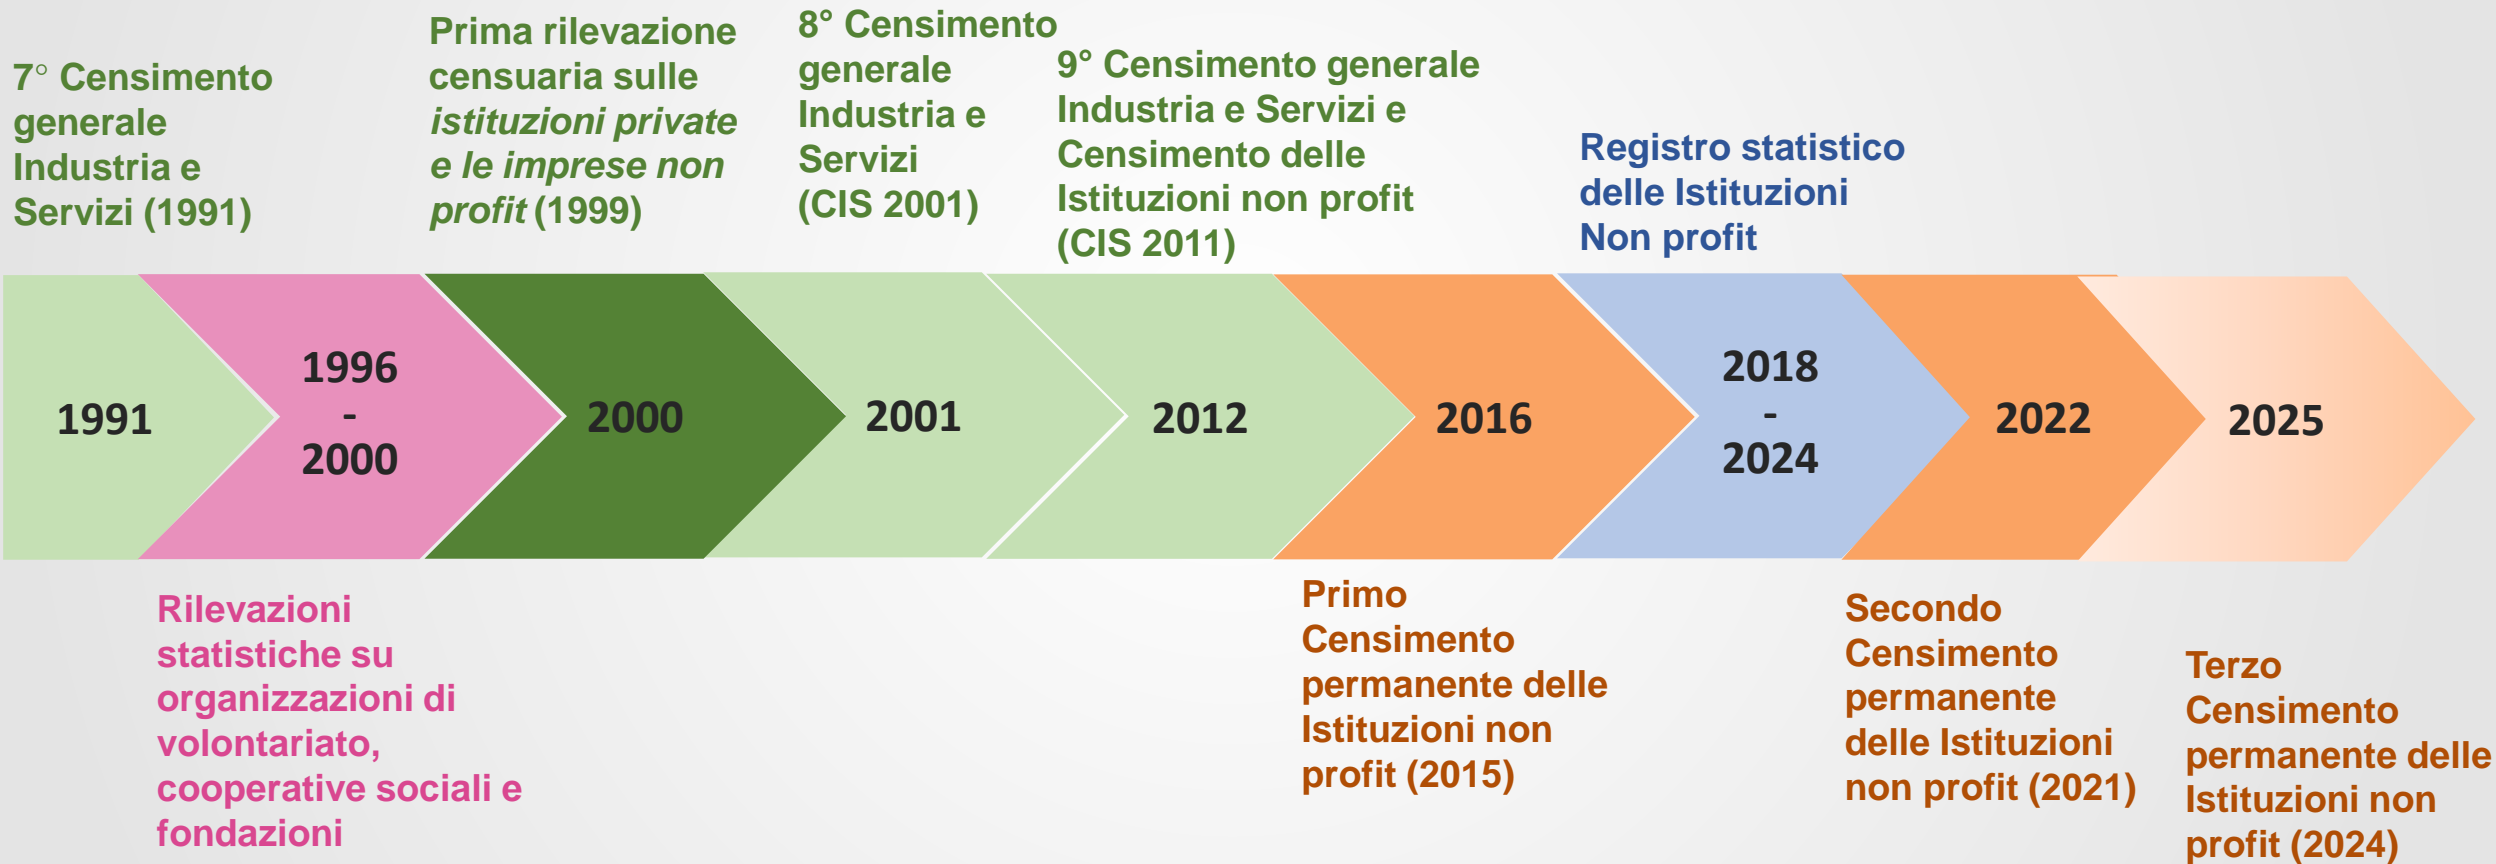 7° Censimento
generale
Industria e
Servizi (1991)
Prima rilevazione
censuaria sulle
istituzioni private
e le imprese non
profit (1999)
8° Censimento
generale
Industria e
Servizi
(CIS 2001)
9° Censimento generale
Industria e Servizi e
Censimento delle
Istituzioni non profit
(CIS 2011)
Registro statistico
delle Istituzioni
Non profit
1991
1996
-
2000
2000
2001
2012
2016
2018
-
2024
2022
2025
Rilevazioni
statistiche su
organizzazioni di
volontariato,
cooperative sociali e
fondazioni
Primo
Censimento
permanente delle
Istituzioni non
profit (2015)
Secondo
Censimento
permanente
delle Istituzioni
non profit (2021)
Terzo
Censimento
permanente delle
Istituzioni non
profit (2024)